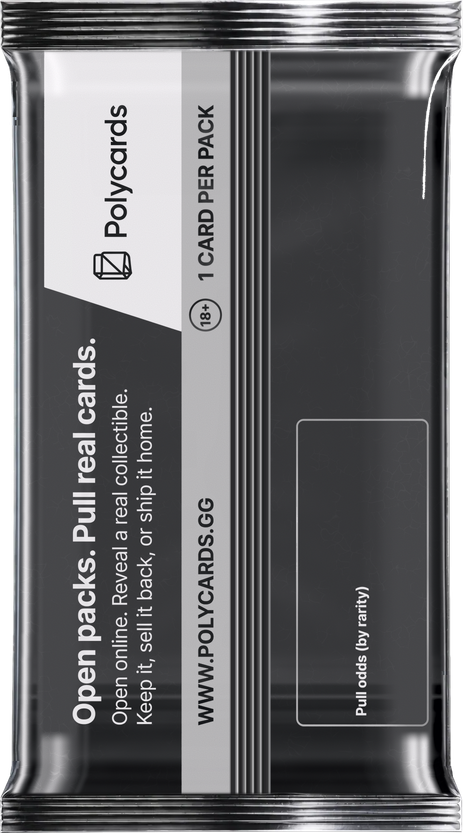 Polycards
Open packs. Pull real cards.
Open online. Reveal a real collectible.
Keep it, sell it back, or ship it home.
WWW.POLYCARDS.GG
18+
1 CARD PER PACK
Pull odds (by rarity)